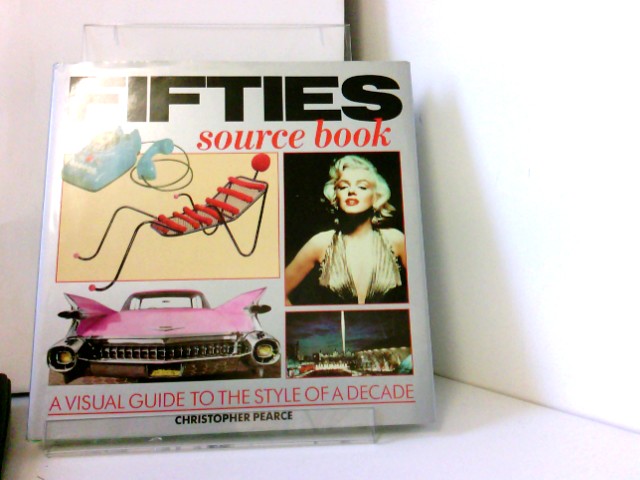 FIFTIES
source book
A VISUAL GUIDE TO THE STYLE OF A DECADE
CHRISTOPHER PEARCE